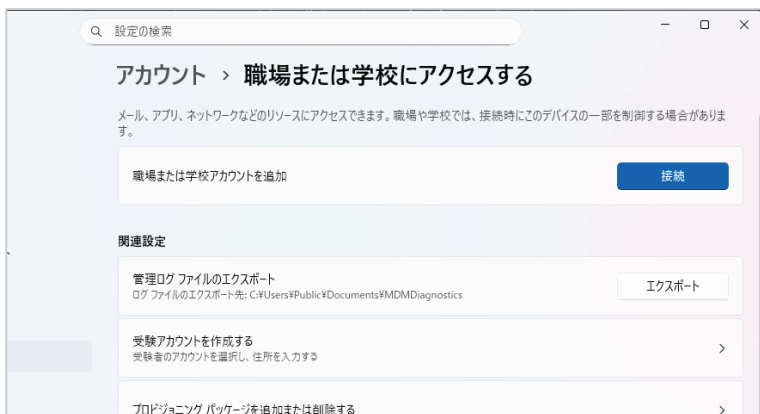 設定の検索
アカウント › 職場または学校にアクセスする
メール、アプリ、ネットワークなどのリソースにアクセスできます。職場や学校では、接続時にこのデバイスの一部を制御する場合がありま
す。
職場または学校アカウントを追加
接続
関連設定
管理ログ ファイルのエクスポート
ログ ファイルのエクスポート先: C:¥Users¥Public¥Documents¥MDMDiagnostics
エクスポート
受験アカウントを作成する
受験者のアカウントを選択し、住所を入力する
プロビジョニング パッケージを追加または削除する